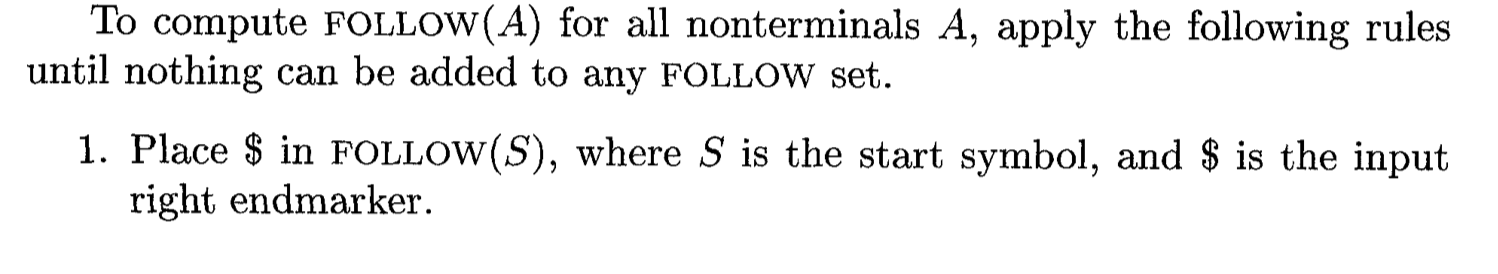 To compute FOLLOW(A) for all nonterminals A, apply the following rules
until nothing can be added to any FOLLOW set.
1. Place $ in FOLLOW(S), where S is the start symbol, and $ is the input
right endmarker.